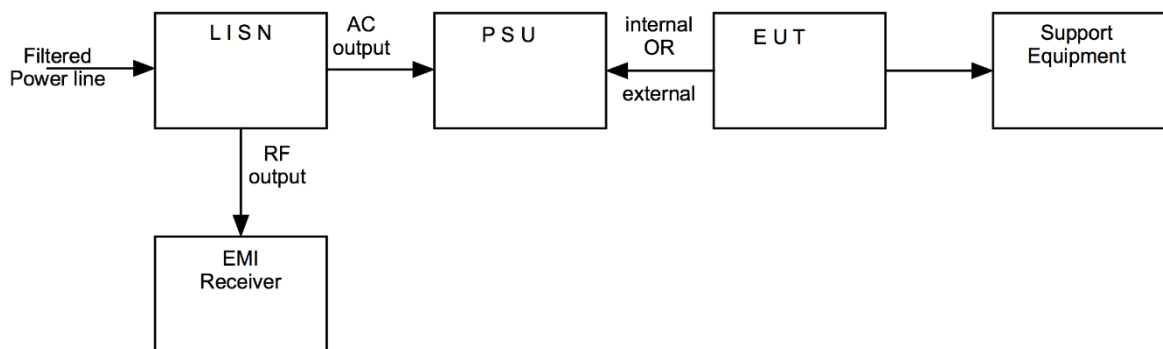 Filtered
Power line
L I S N
AC
output
P S U
internal
OR
external
E U T
Support
Equipment
RF
output
EMI
Receiver